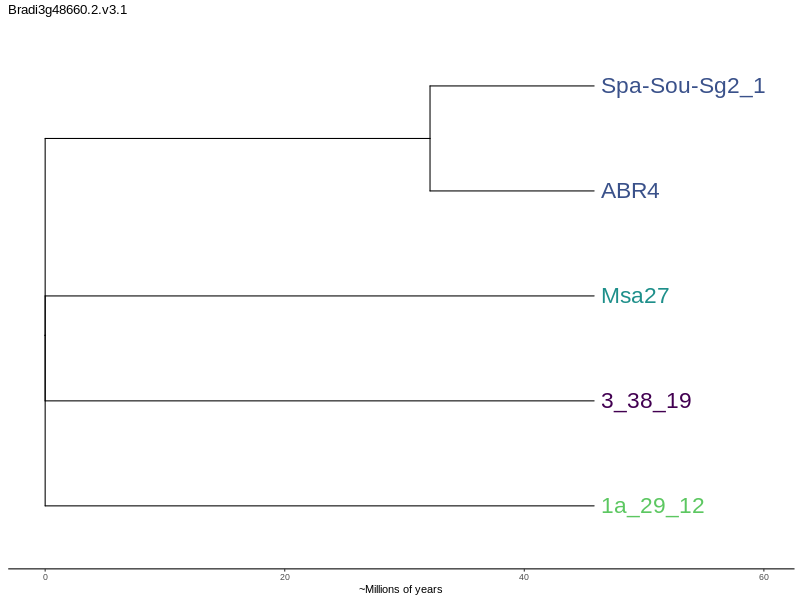 Bradi3g48660.2.v3.1
Spa-Sou-Sg2_1
ABR4
Msa27
3_38_19
1a_29_12
0 20 40 60
~Millions of years